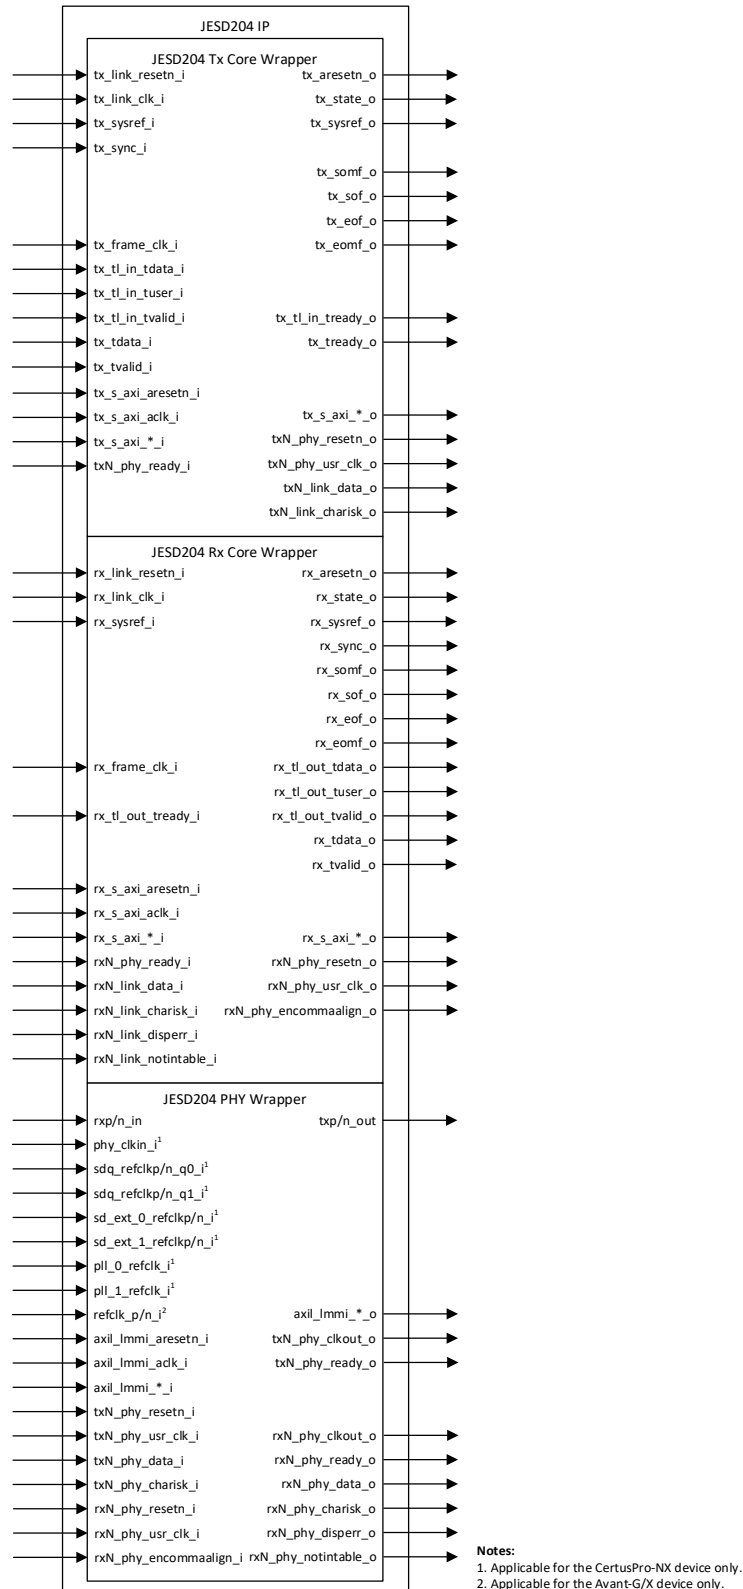 JESD204 IP
JESD204 Tx Core Wrapper
tx_link_resetn_i tx_aresetn_o
tx_link_clk_i tx_state_o
tx_sysref_i tx_sysref_o
tx_sync_i
tx_somf_o
tx_sof_o
tx_eof_o
tx_frame_clk_i tx_eomf_o
tx_tl_in_tdata_i
tx_tl_in_tuser_i
tx_tl_in_tvalid_i tx_tl_in_tready_o
tx_tdata_i tx_tready_o
tx_tvalid_i
tx_s_axi_aresetn_i
tx_s_axi_aclk_i tx_s_axi_*_o
tx_s_axi_*_i txN_phy_resetn_o
txN_phy_ready_i txN_phy_usr_clk_o
txN_link_data_o
txN_link_charisk_o
JESD204 Rx Core Wrapper
rx_link_resetn_i rx_aresetn_o
rx_link_clk_i rx_state_o
rx_sysref_i rx_sysref_o
rx_sync_o
rx_somf_o
rx_sof_o
rx_eof_o
rx_eomf_o
rx_frame_clk_i rx_tl_out_tdata_o
rx_tl_out_tuser_o
rx_tl_out_tready_i rx_tl_out_tvalid_o
rx_tdata_o
rx_tvalid_o
rx_s_axi_aresetn_i
rx_s_axi_aclk_i
rx_s_axi_*_i rx_s_axi_*_o
rxN_phy_ready_i rxN_phy_resetn_o
rxN_link_data_i rxN_phy_usr_clk_o
rxN_link_charisk_i rxN_phy_encommaalign_o
rxN_link_disperr_i
rxN_link_notintable_i
JESD204 PHY Wrapper
rxp/n_in txp/n_out
phy_clkin_i¹
sdq_refclkp/n_q0_i¹
sdq_refclkp/n_q1_i¹
sd_ext_0_refclkp/n_i¹
sd_ext_1_refclkp/n_i¹
pll_0_refclk_i¹
pll_1_refclk_i¹
refclk_p/n_i² axil_lmmi_*_o
axil_lmmi_aresetn_i txN_phy_clkout_o
axil_lmmi_aclk_i txN_phy_ready_o
axil_lmmi_*_i
txN_phy_resetn_i
txN_phy_usr_clk_i rxN_phy_clkout_o
txN_phy_data_i rxN_phy_ready_o
txN_phy_charisk_i rxN_phy_data_o
rxN_phy_resetn_i rxN_phy_charisk_o
rxN_phy_usr_clk_i rxN_phy_disperr_o
rxN_phy_encommaalign_i rxN_phy_notintable_o
Notes:
1. Applicable for the CertusPro-NX device only.
2. Applicable for the Avant-G/X device only.